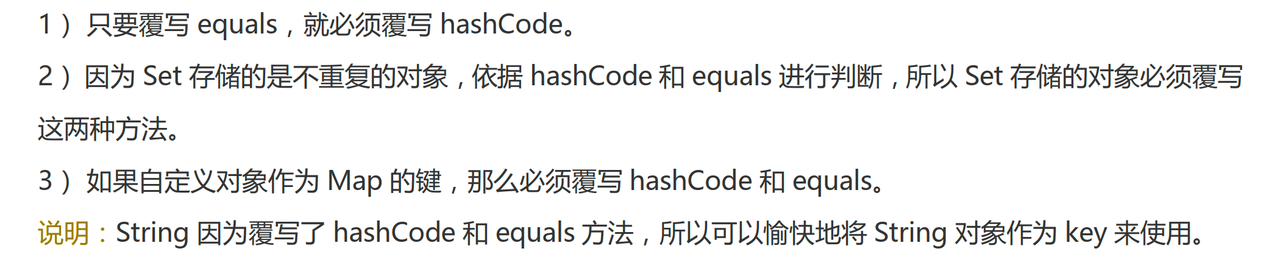 1）只要覆写 equals，就必须覆写 hashCode。
2）因为 Set 存储的是不重复的对象，依据 hashCode 和 equals 进行判断，所以 Set 存储的对象必须覆写
这两种方法。
3）如果自定义对象作为 Map 的键，那么必须覆写 hashCode 和 equals。
说明：String 因为覆写了 hashCode 和 equals 方法，所以可以愉快地将 String 对象作为 key 来使用。